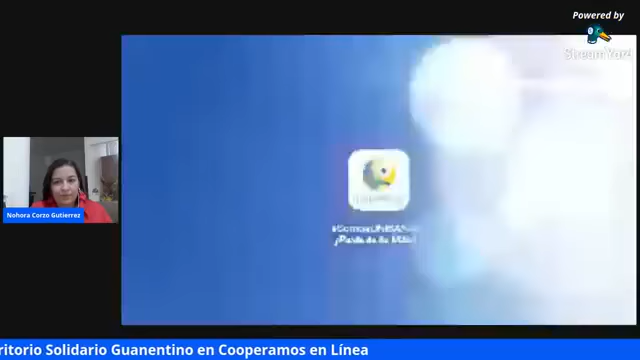 Powered by
StreamYard
Nohora Corzo Gutierrez
ritorio Solidario Guanentino en Cooperamos en Línea